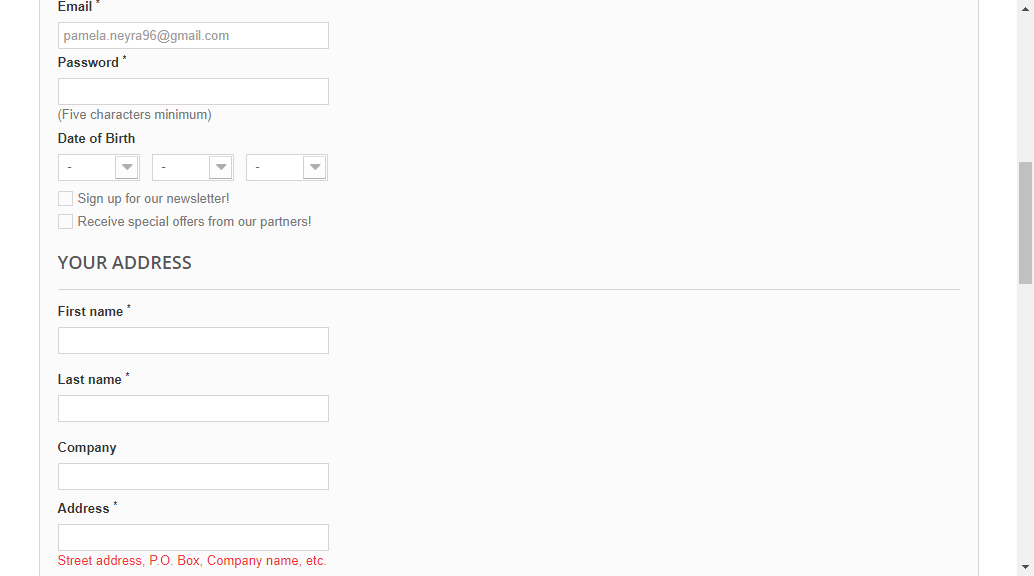 Email *
pamela.neyra96@gmail.com
Password *
(Five characters minimum)
Date of Birth
- - -
Sign up for our newsletter!
Receive special offers from our partners!
YOUR ADDRESS
First name *
Last name *
Company
Address *
Street address, P.O. Box, Company name, etc.